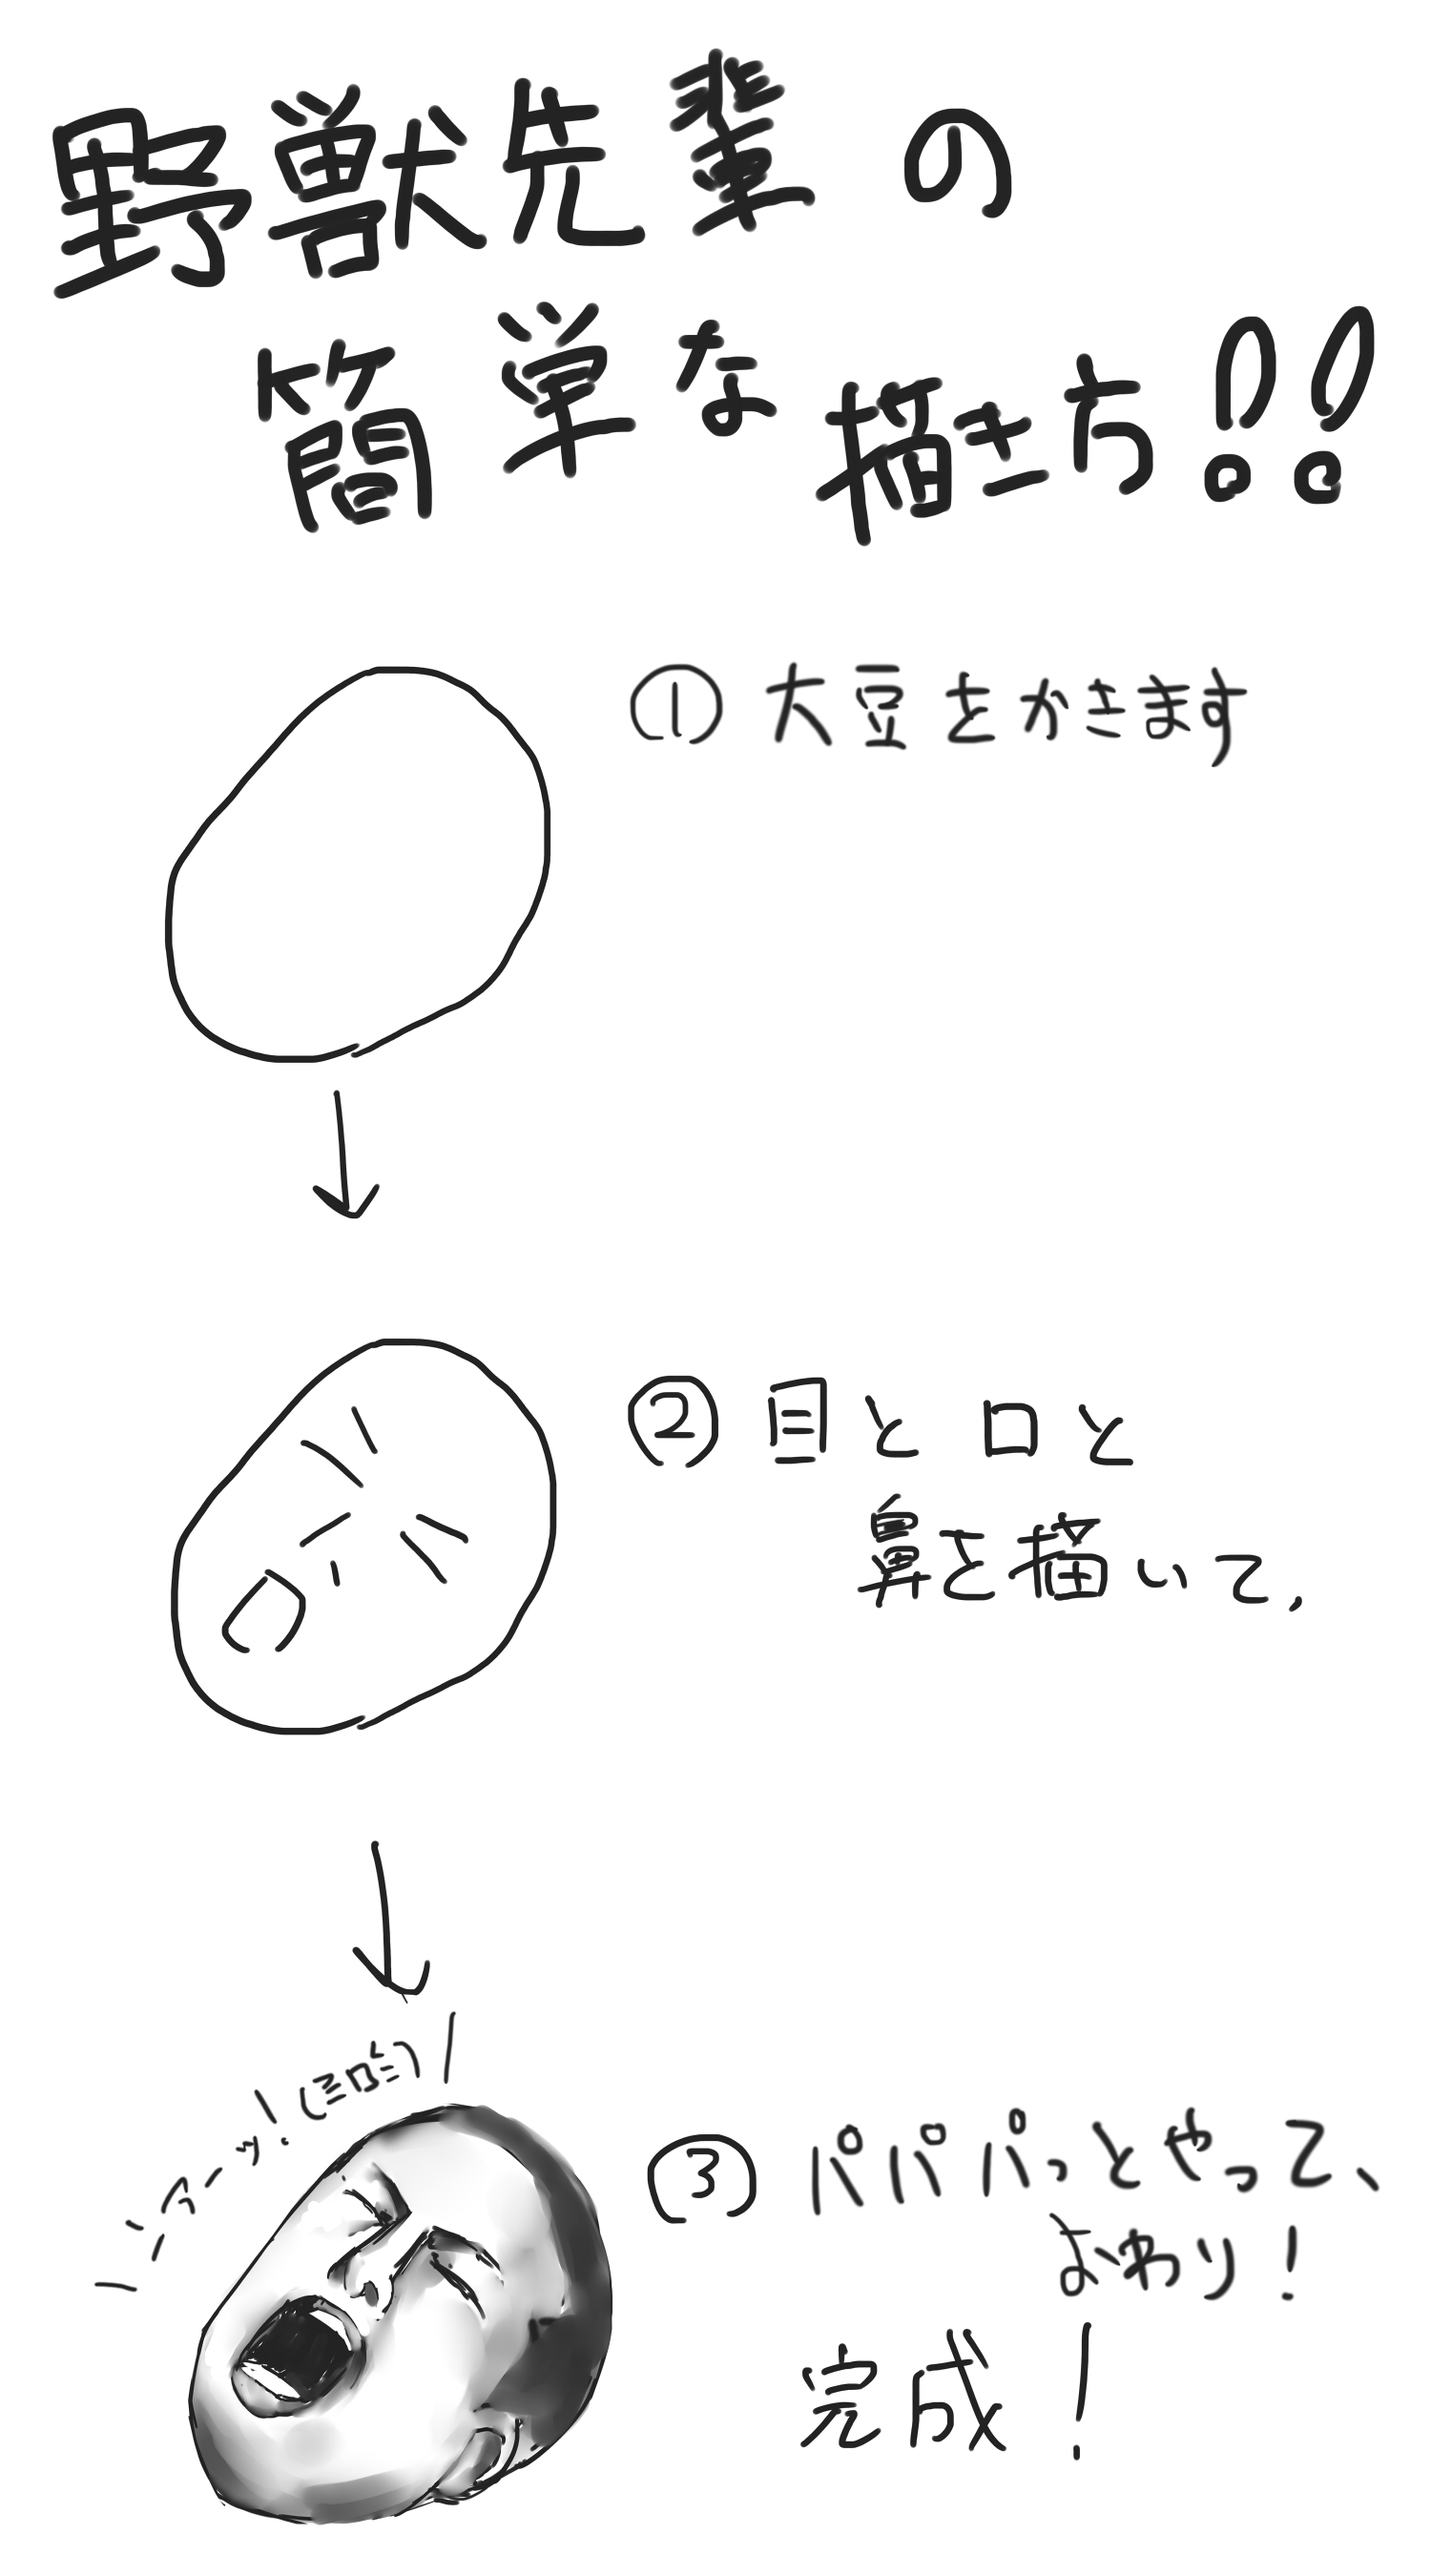 野獣先輩の
簡単な描き方!!
① 大豆をかきます
② 目と口と
鼻を描いて、
③ パパパっとやって、
おわり!
完成!
ンアーッ!(≡ロ≡)